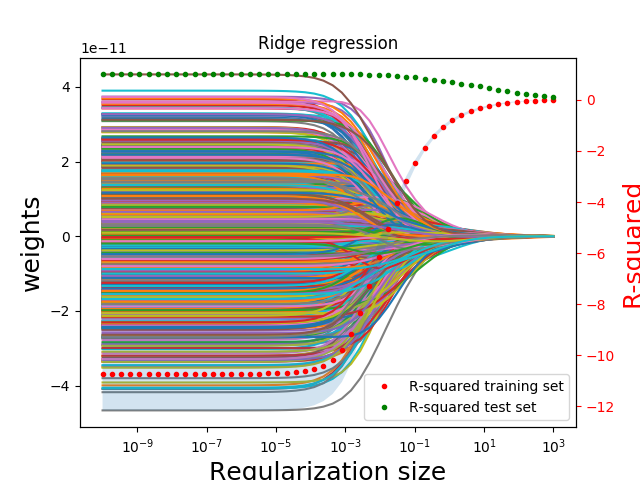 Ridge regression
1e−11
4
2
0
−2
−4
weights
0
−2
−4
−6
−8
−10
−12
R-squared
R-squared training set
R-squared test set
10⁻⁹ 10⁻⁷ 10⁻⁵ 10⁻³ 10⁻¹ 10¹ 10³
Regularization size